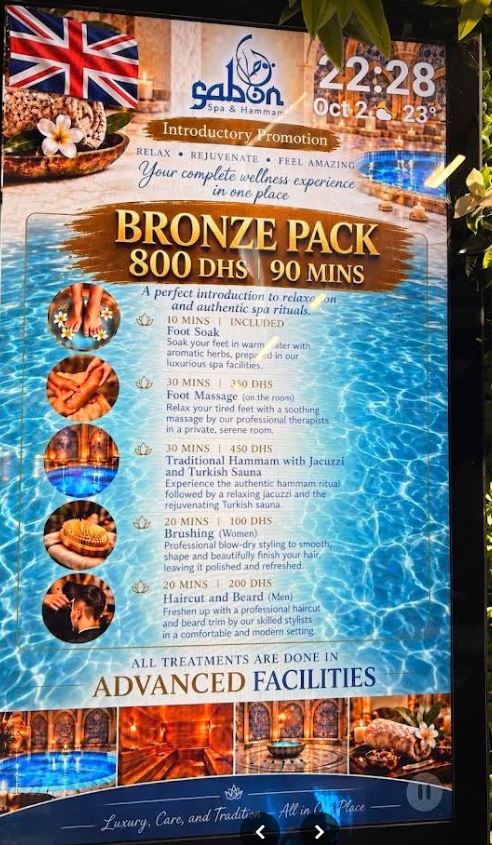 sabon
Spa & Hammam
22:28
Oct 2 23°
Introductory Promotion
RELAX • REJUVENATE • FEEL AMAZING
Your complete wellness experience
in one place
BRONZE PACK
800 DHS | 90 MINS
A perfect introduction to relaxation
and authentic spa rituals.
10 MINS | INCLUDED
Foot Soak
Soak your feet in warm water with
aromatic herbs, prepared in our
luxurious spa facilities.
30 MINS | 350 DHS
Foot Massage (on the room)
Relax your tired feet with a soothing
massage by our professional therapists
in a private, serene room.
30 MINS | 450 DHS
Traditional Hammam with Jacuzzi
and Turkish Sauna
Experience the authentic hammam ritual
followed by a relaxing jacuzzi and the
rejuvenating Turkish sauna.
20 MINS | 100 DHS
Brushing (Women)
Professional blow-dry styling to smooth,
shape and beautifully finish your hair,
leaving it polished and refreshed.
20 MINS | 200 DHS
Haircut and Beard (Men)
Freshen up with a professional haircut
and beard trim by our skilled stylists
in a comfortable and modern setting.
ALL TREATMENTS ARE DONE IN
ADVANCED FACILITIES
Luxury, Care, and Tradition All in One Place